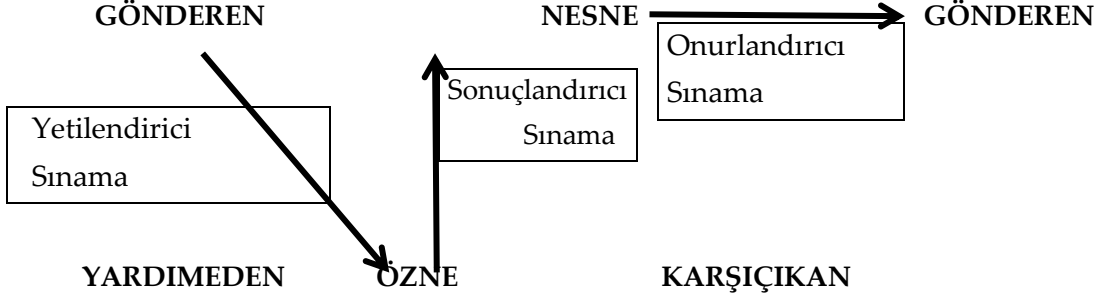 GÖNDEREN NESNE GÖNDEREN
Onurlandırıcı
Sınama
Sonuçlandırıcı
Sınama
Yetilendirici
Sınama
YARDIMEDEN ÖZNE KARŞIÇIKAN